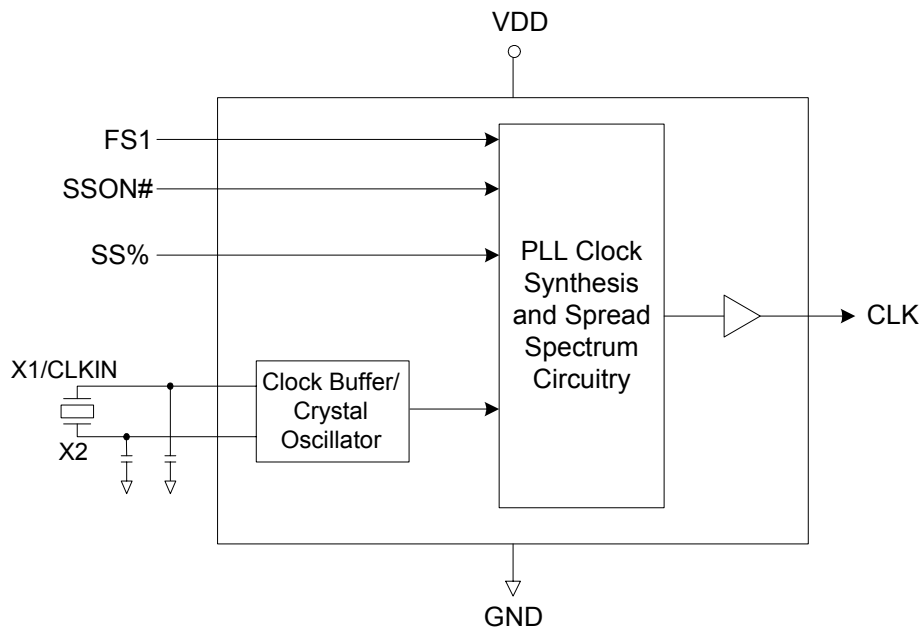 VDD
FS1
SSON#
SS%
PLL Clock
Synthesis
and Spread
Spectrum
Circuitry
CLK
X1/CLKIN
Clock Buffer/
Crystal
Oscillator
X2
GND